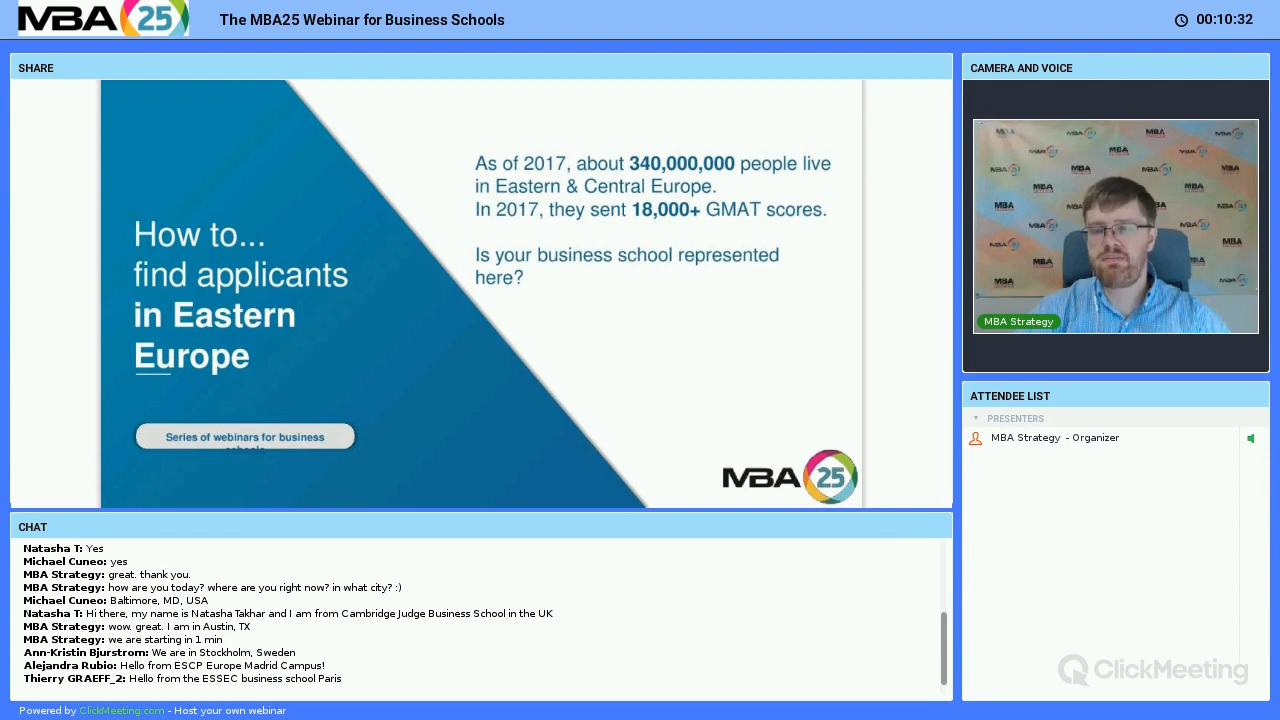 MBA 25
The MBA25 Webinar for Business Schools
00:10:32
SHARE
How to...
find applicants
in Eastern
Europe
Series of webinars for business
schools
As of 2017, about 340,000,000 people live
in Eastern & Central Europe.
In 2017, they sent 18,000+ GMAT scores.
Is your business school represented
here?
MBA 25
CAMERA AND VOICE
MBA Strategy
ATTENDEE LIST
PRESENTERS
MBA Strategy - Organizer
ClickMeeting
CHAT
Natasha T: Yes
Michael Cuneo: yes
MBA Strategy: great. thank you.
MBA Strategy: how are you today? where are you right now? in what city? :)
Michael Cuneo: Baltimore, MD, USA
Natasha T: Hi there, my name is Natasha Takhar and I am from Cambridge Judge Business School in the UK
MBA Strategy: wow. great. I am in Austin, TX
MBA Strategy: we are starting in 1 min
Ann-Kristin Bjurstrom: We are in Stockholm, Sweden
Alejandra Rubio: Hello from ESCP Europe Madrid Campus!
Thierry GRAEFF_2: Hello from the ESSEC business school Paris
Powered by ClickMeeting.com - Host your own webinar